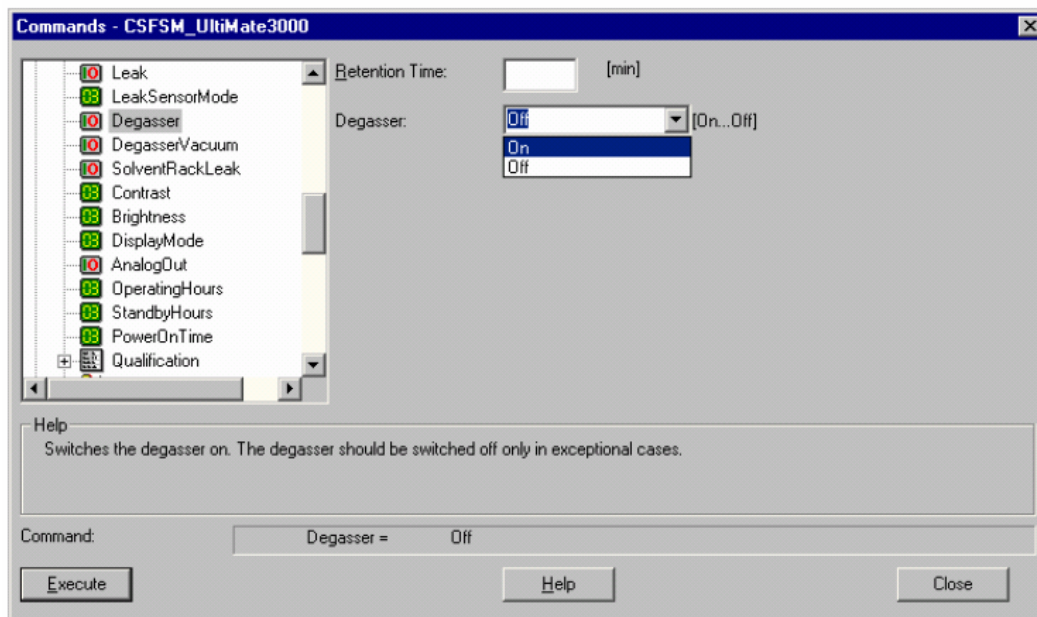 Commands - CSFSM_UltiMate3000
Leak
LeakSensorMode
Degasser
DegasserVacuum
SolventRackLeak
Contrast
Brightness
DisplayMode
AnalogOut
OperatingHours
StandbyHours
PowerOnTime
Qualification
Retention Time: [min]
Degasser: Off [On...Off]
On
Off
Help
Switches the degasser on. The degasser should be switched off only in exceptional cases.
Command: Degasser = Off
Execute Help Close